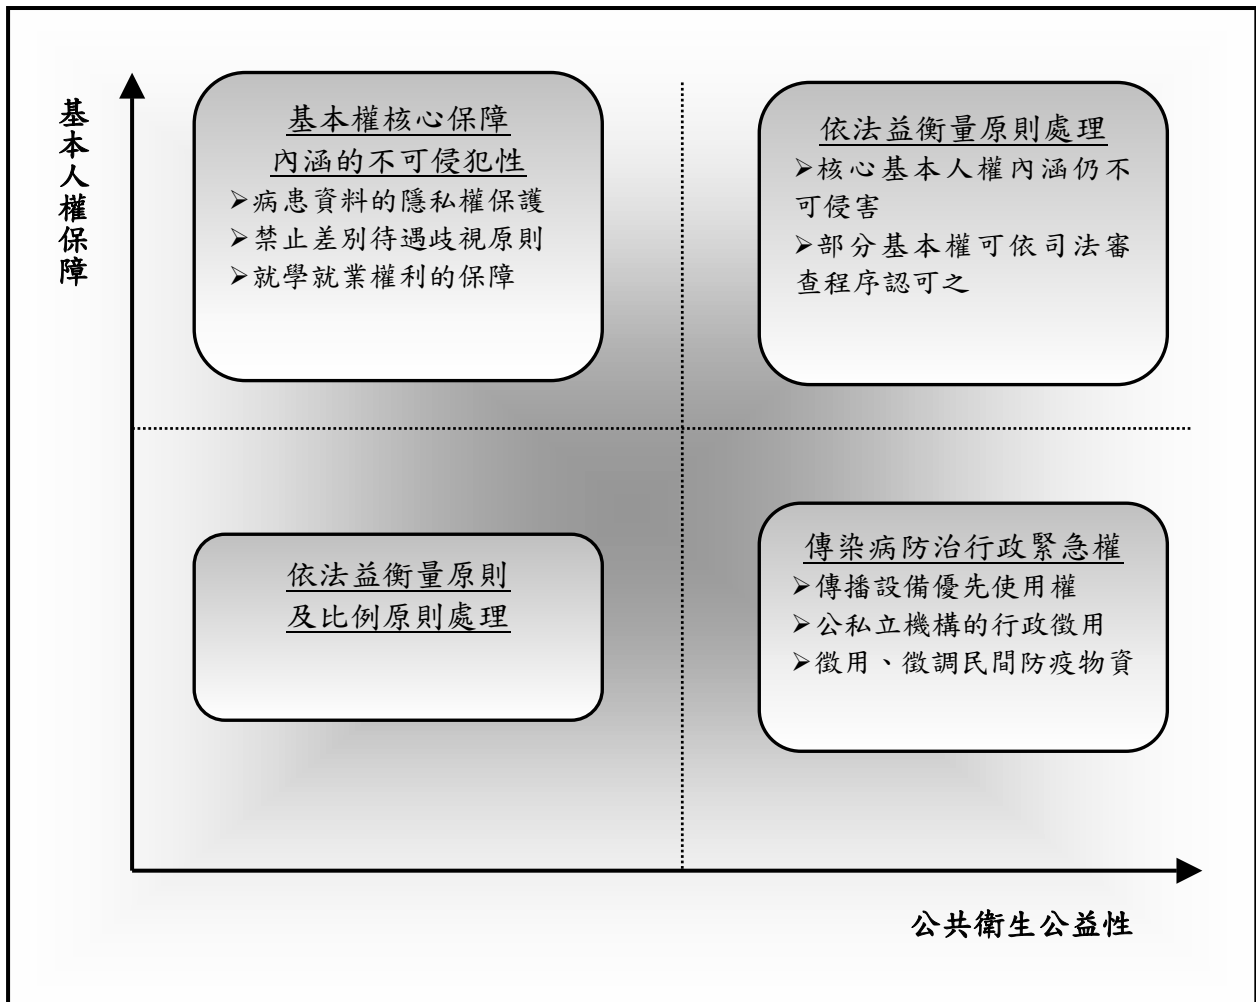 基本人權保障
基本權核心保障
內涵的不可侵犯性
➢病患資料的隱私權保護
➢禁止差別待遇歧視原則
➢就學就業權利的保障
依法益衡量原則處理
➢核心基本人權內涵仍不
可侵害
➢部分基本權可依司法審
查程序認可之
依法益衡量原則
及比例原則處理
傳染病防治行政緊急權
➢傳播設備優先使用權
➢公私立機構的行政徵用
➢徵用、徵調民間防疫物資
公共衛生公益性